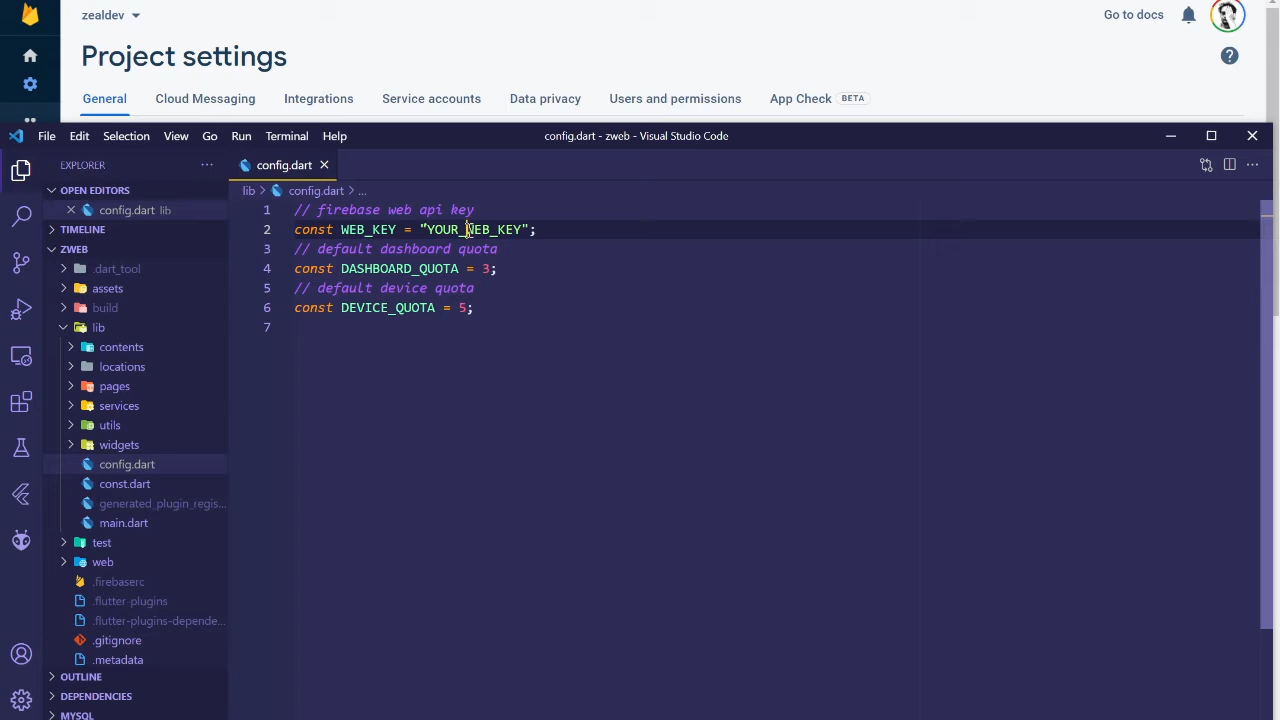 zealdev
Go to docs
Project settings
General Cloud Messaging Integrations Service accounts Data privacy Users and permissions App Check BETA
File Edit Selection View Go Run Terminal Help
config.dart - zweb - Visual Studio Code
EXPLORER
config.dart
OPEN EDITORS
lib > config.dart > ...
config.dart lib
1 // firebase web api key
TIMELINE
2 const WEB_KEY = "YOUR_WEB_KEY";
ZWEB
3 // default dashboard quota
.dart_tool
4 const DASHBOARD_QUOTA = 3;
assets
5 // default device quota
build
6 const DEVICE_QUOTA = 5;
lib
7
contents
locations
pages
services
utils
widgets
config.dart
const.dart
generated_plugin_regis...
main.dart
test
web
.firebaserc
.flutter-plugins
.flutter-plugins-depende...
.gitignore
.metadata
OUTLINE
DEPENDENCIES
MYSQL